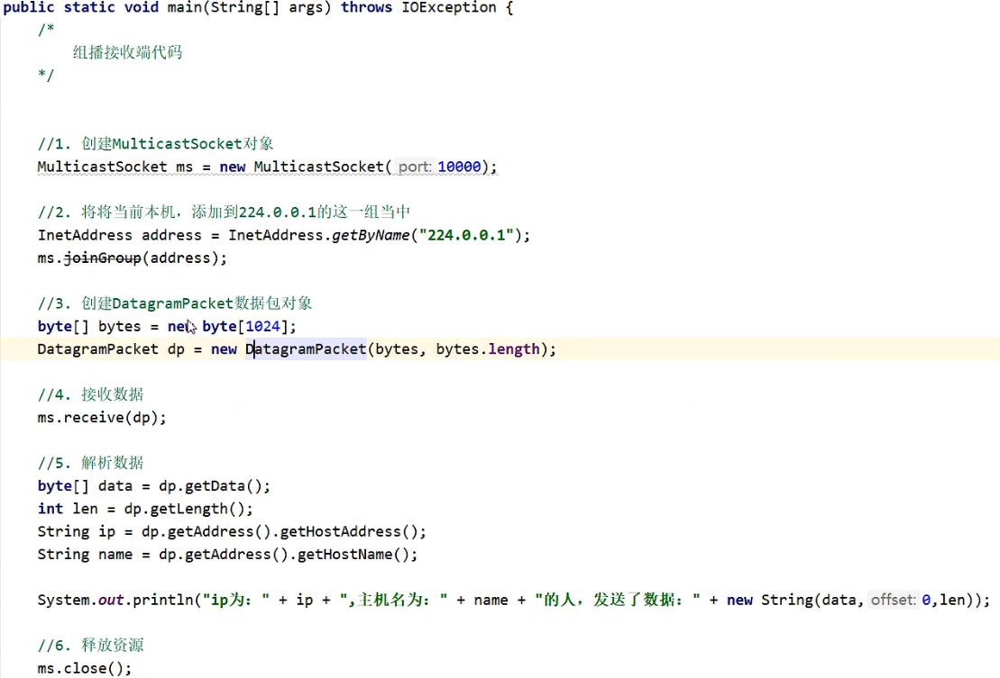 public static void main(String[] args) throws IOException {
/*
组播接收端代码
*/
//1. 创建MulticastSocket对象
MulticastSocket ms = new MulticastSocket( port: 10000);
//2. 将将当前本机，添加到224.0.0.1的这一组当中
InetAddress address = InetAddress.getByName("224.0.0.1");
ms.joinGroup(address);
//3. 创建DatagramPacket数据包对象
byte[] bytes = new byte[1024];
DatagramPacket dp = new DatagramPacket(bytes, bytes.length);
//4. 接收数据
ms.receive(dp);
//5. 解析数据
byte[] data = dp.getData();
int len = dp.getLength();
String ip = dp.getAddress().getHostAddress();
String name = dp.getAddress().getHostName();
System.out.println("ip为：" + ip + ",主机名为：" + name + "的人，发送了数据：" + new String(data, offset: 0,len));
//6. 释放资源
ms.close();